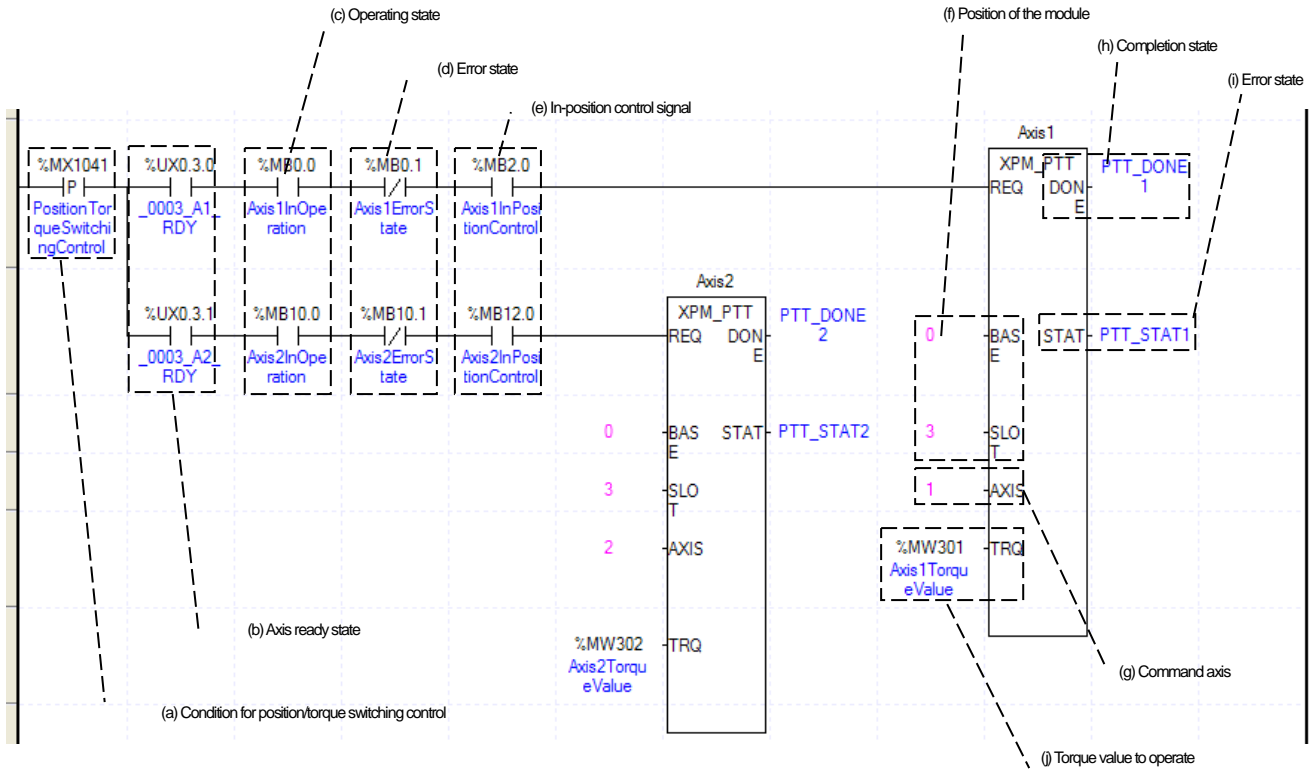 (c) Operating state
(f) Position of the module
(h) Completion state
(d) Error state
(i) Error state
(e) In-position control signal
Axis1
%MX1041 %UX0.3.0 %MB0.0 %MB0.1 %MB2.0 XPM_PTT PTT_DONE
P REQ DON 1
E
PositionTor _0003_A1_ Axis1InOpe Axis1ErrorS Axis1InPosi
queSwitchi RDY ration tate tionControl
ngControl
Axis2
%UX0.3.1 %MB10.0 %MB10.1 %MB12.0 XPM_PTT PTT_DONE
REQ DON 2 0 BAS STAT PTT_STAT1
E E
_0003_A2_ Axis2InOpe Axis2ErrorS Axis2InPosi
RDY ration tate tionControl
0 BAS STAT PTT_STAT2 3 SLO
E T
3 SLO 1 AXIS
T
2 AXIS %MW301 TRQ
Axis1Torqu
eValue
(b) Axis ready state
%MW302 TRQ
Axis2Torqu
eValue
(g) Command axis
(a) Condition for position/torque switching control
(j) Torque value to operate